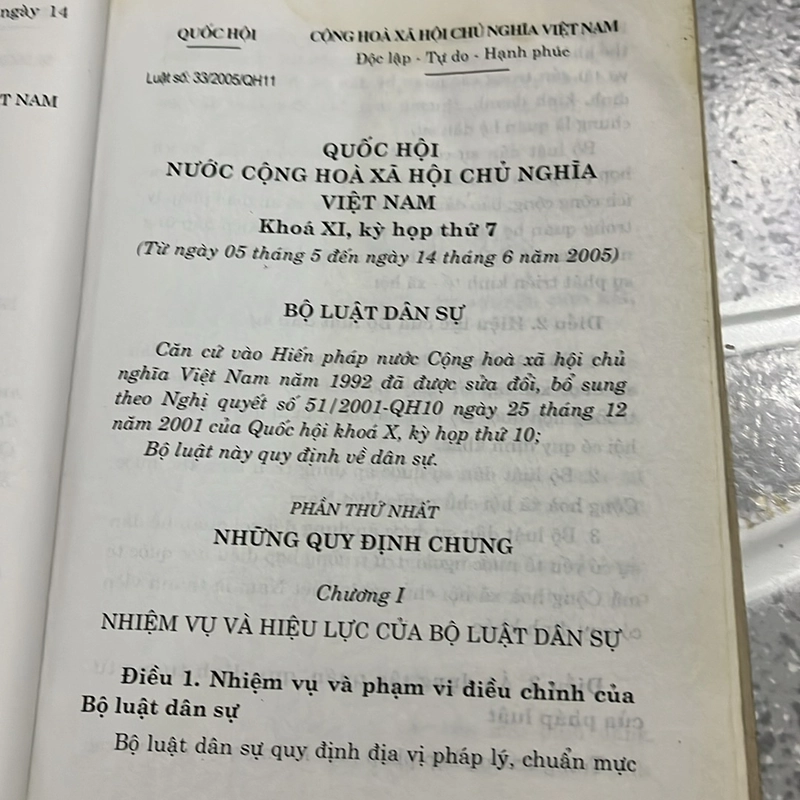 ngày 14
T NAM
QUỐC HỘI
CỘNG HOÀ XÃ HỘI CHỦ NGHĨA VIỆT NAM
Độc lập - Tự do - Hạnh phúc
Luật số: 33/2005/QH11
QUỐC HỘI
NƯỚC CỘNG HOÀ XÃ HỘI CHỦ NGHĨA
VIỆT NAM
Khoá XI, kỳ họp thứ 7
(Từ ngày 05 tháng 5 đến ngày 14 tháng 6 năm 2005)
BỘ LUẬT DÂN SỰ
Căn cứ vào Hiến pháp nước Cộng hoà xã hội chủ
nghĩa Việt Nam năm 1992 đã được sửa đổi, bổ sung
theo Nghị quyết số 51/2001-QH10 ngày 25 tháng 12
năm 2001 của Quốc hội khoá X, kỳ họp thứ 10;
Bộ luật này quy định về dân sự.
PHẦN THỨ NHẤT
NHỮNG QUY ĐỊNH CHUNG
Chương I
NHIỆM VỤ VÀ HIỆU LỰC CỦA BỘ LUẬT DÂN SỰ
Điều 1. Nhiệm vụ và phạm vi điều chỉnh của
Bộ luật dân sự
Bộ luật dân sự quy định địa vị pháp lý, chuẩn mực